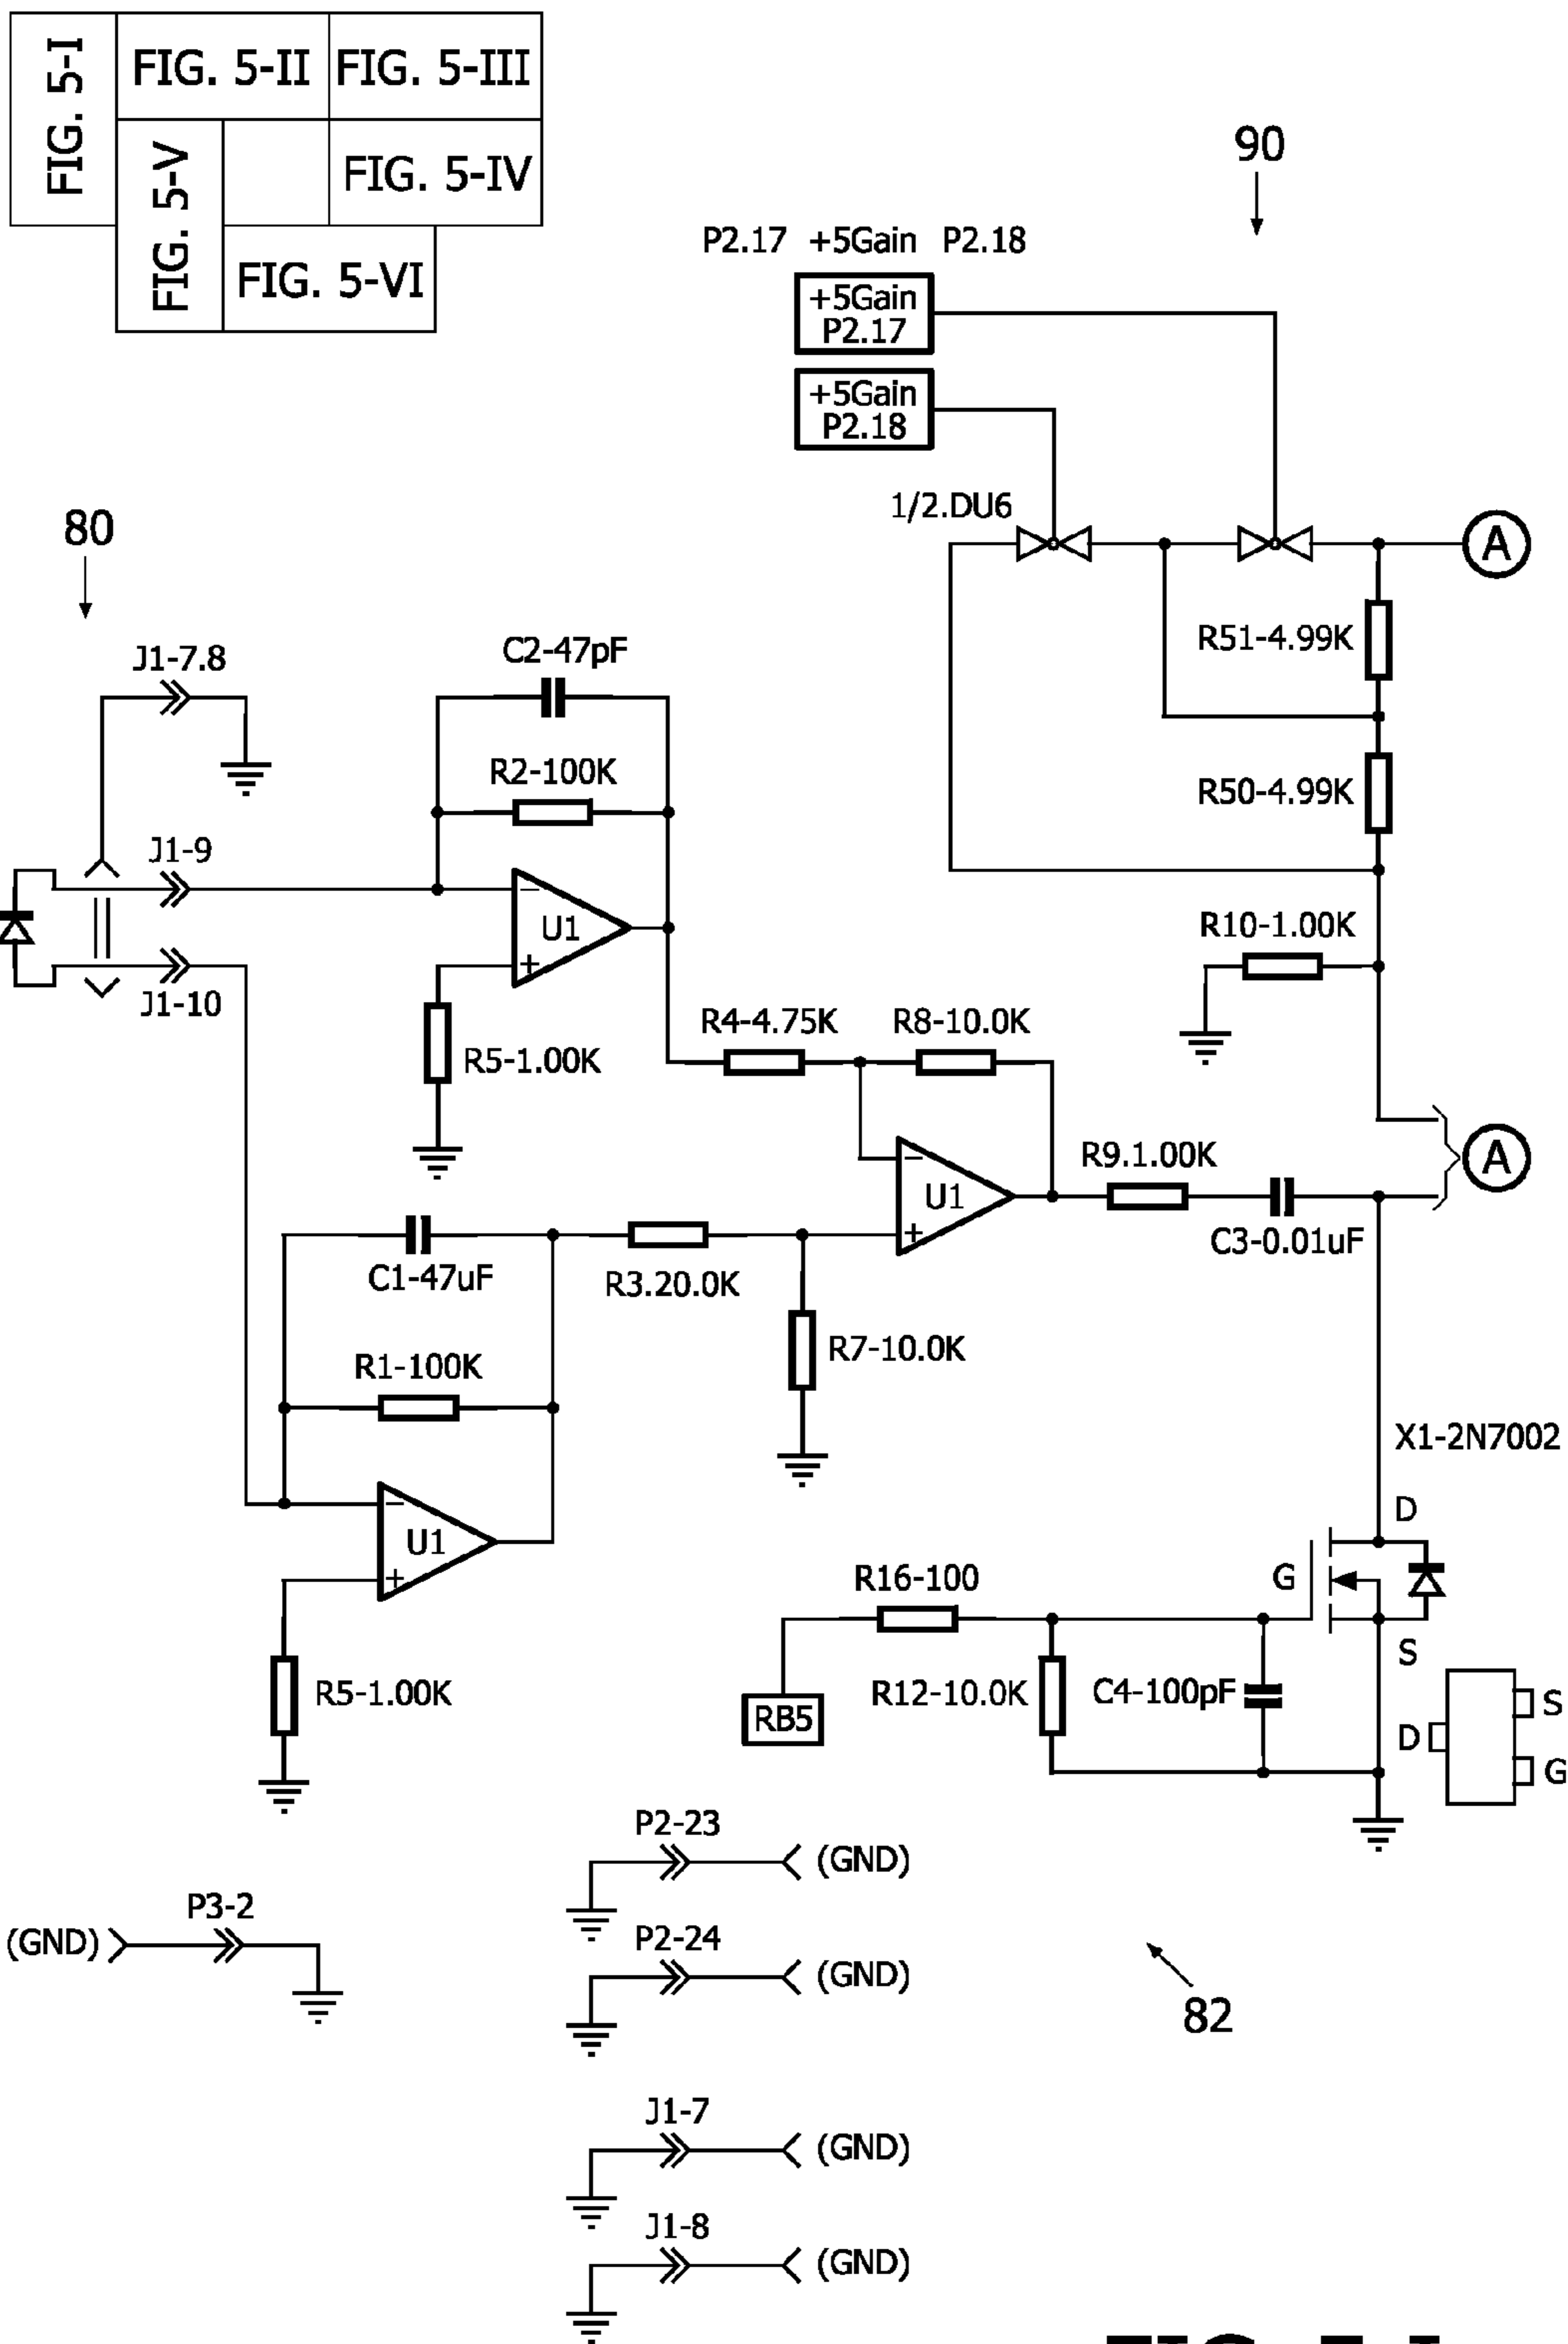 FIG. 5-I
FIG. 5-II
FIG. 5-III
FIG. 5-V
FIG. 5-IV
FIG. 5-VI
90
P2.17 +5Gain P2.18
+5Gain
P2.17
+5Gain
P2.18
1/2.DU6
A
80
J1-7.8
C2-47pF
R51-4.99K
R2-100K
R50-4.99K
J1-9
U1
−
+
J1-10
R10-1.00K
R5-1.00K
R4-4.75K
R8-10.0K
−
U1
+
R9.1.00K
A
C3-0.01uF
C1-47uF
R3.20.0K
R7-10.0K
R1-100K
X1-2N7002
−
U1
+
D
G
S
R16-100
R5-1.00K
RB5
R12-10.0K
C4-100pF
D
S
G
P2-23
(GND)
(GND)
P3-2
P2-24
(GND)
82
J1-7
(GND)
J1-8
(GND)